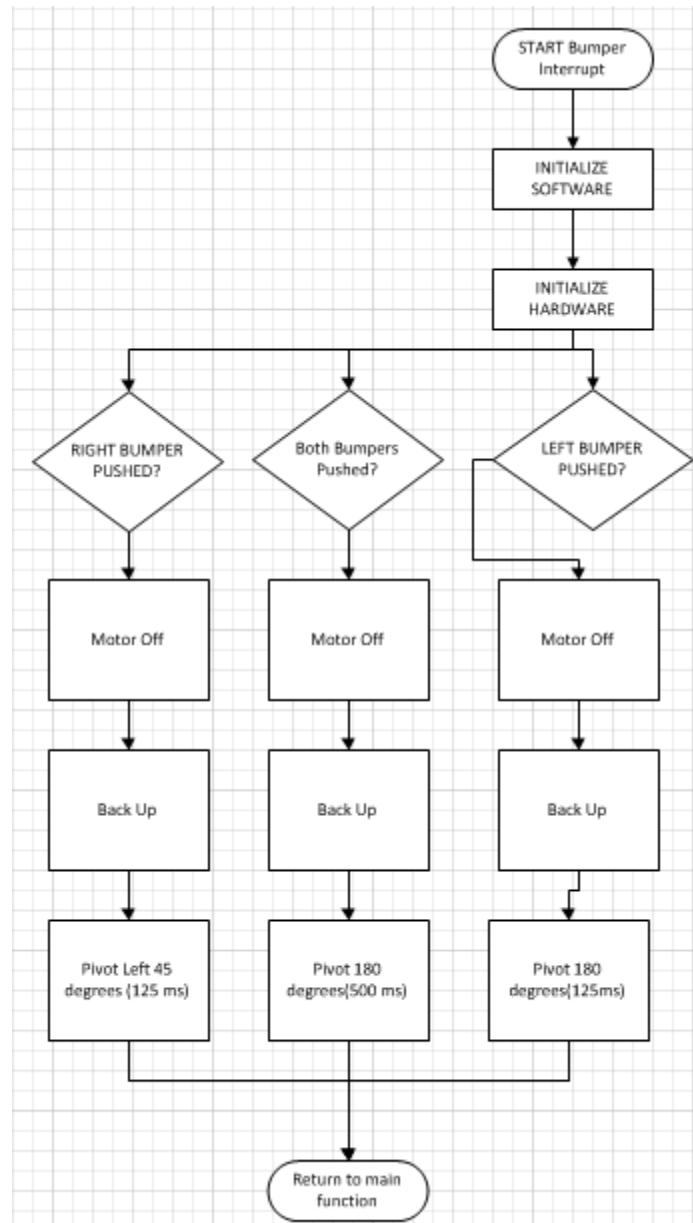 START Bumper
Interrupt
INITIALIZE
SOFTWARE
INITIALIZE
HARDWARE
RIGHT BUMPER
PUSHED?
Both Bumpers
Pushed?
LEFT BUMPER
PUSHED?
Motor Off
Motor Off
Motor Off
Back Up
Back Up
Back Up
Pivot Left 45
degrees (125 ms)
Pivot 180
degrees(500 ms)
Pivot 180
degrees(125ms)
Return to main
function